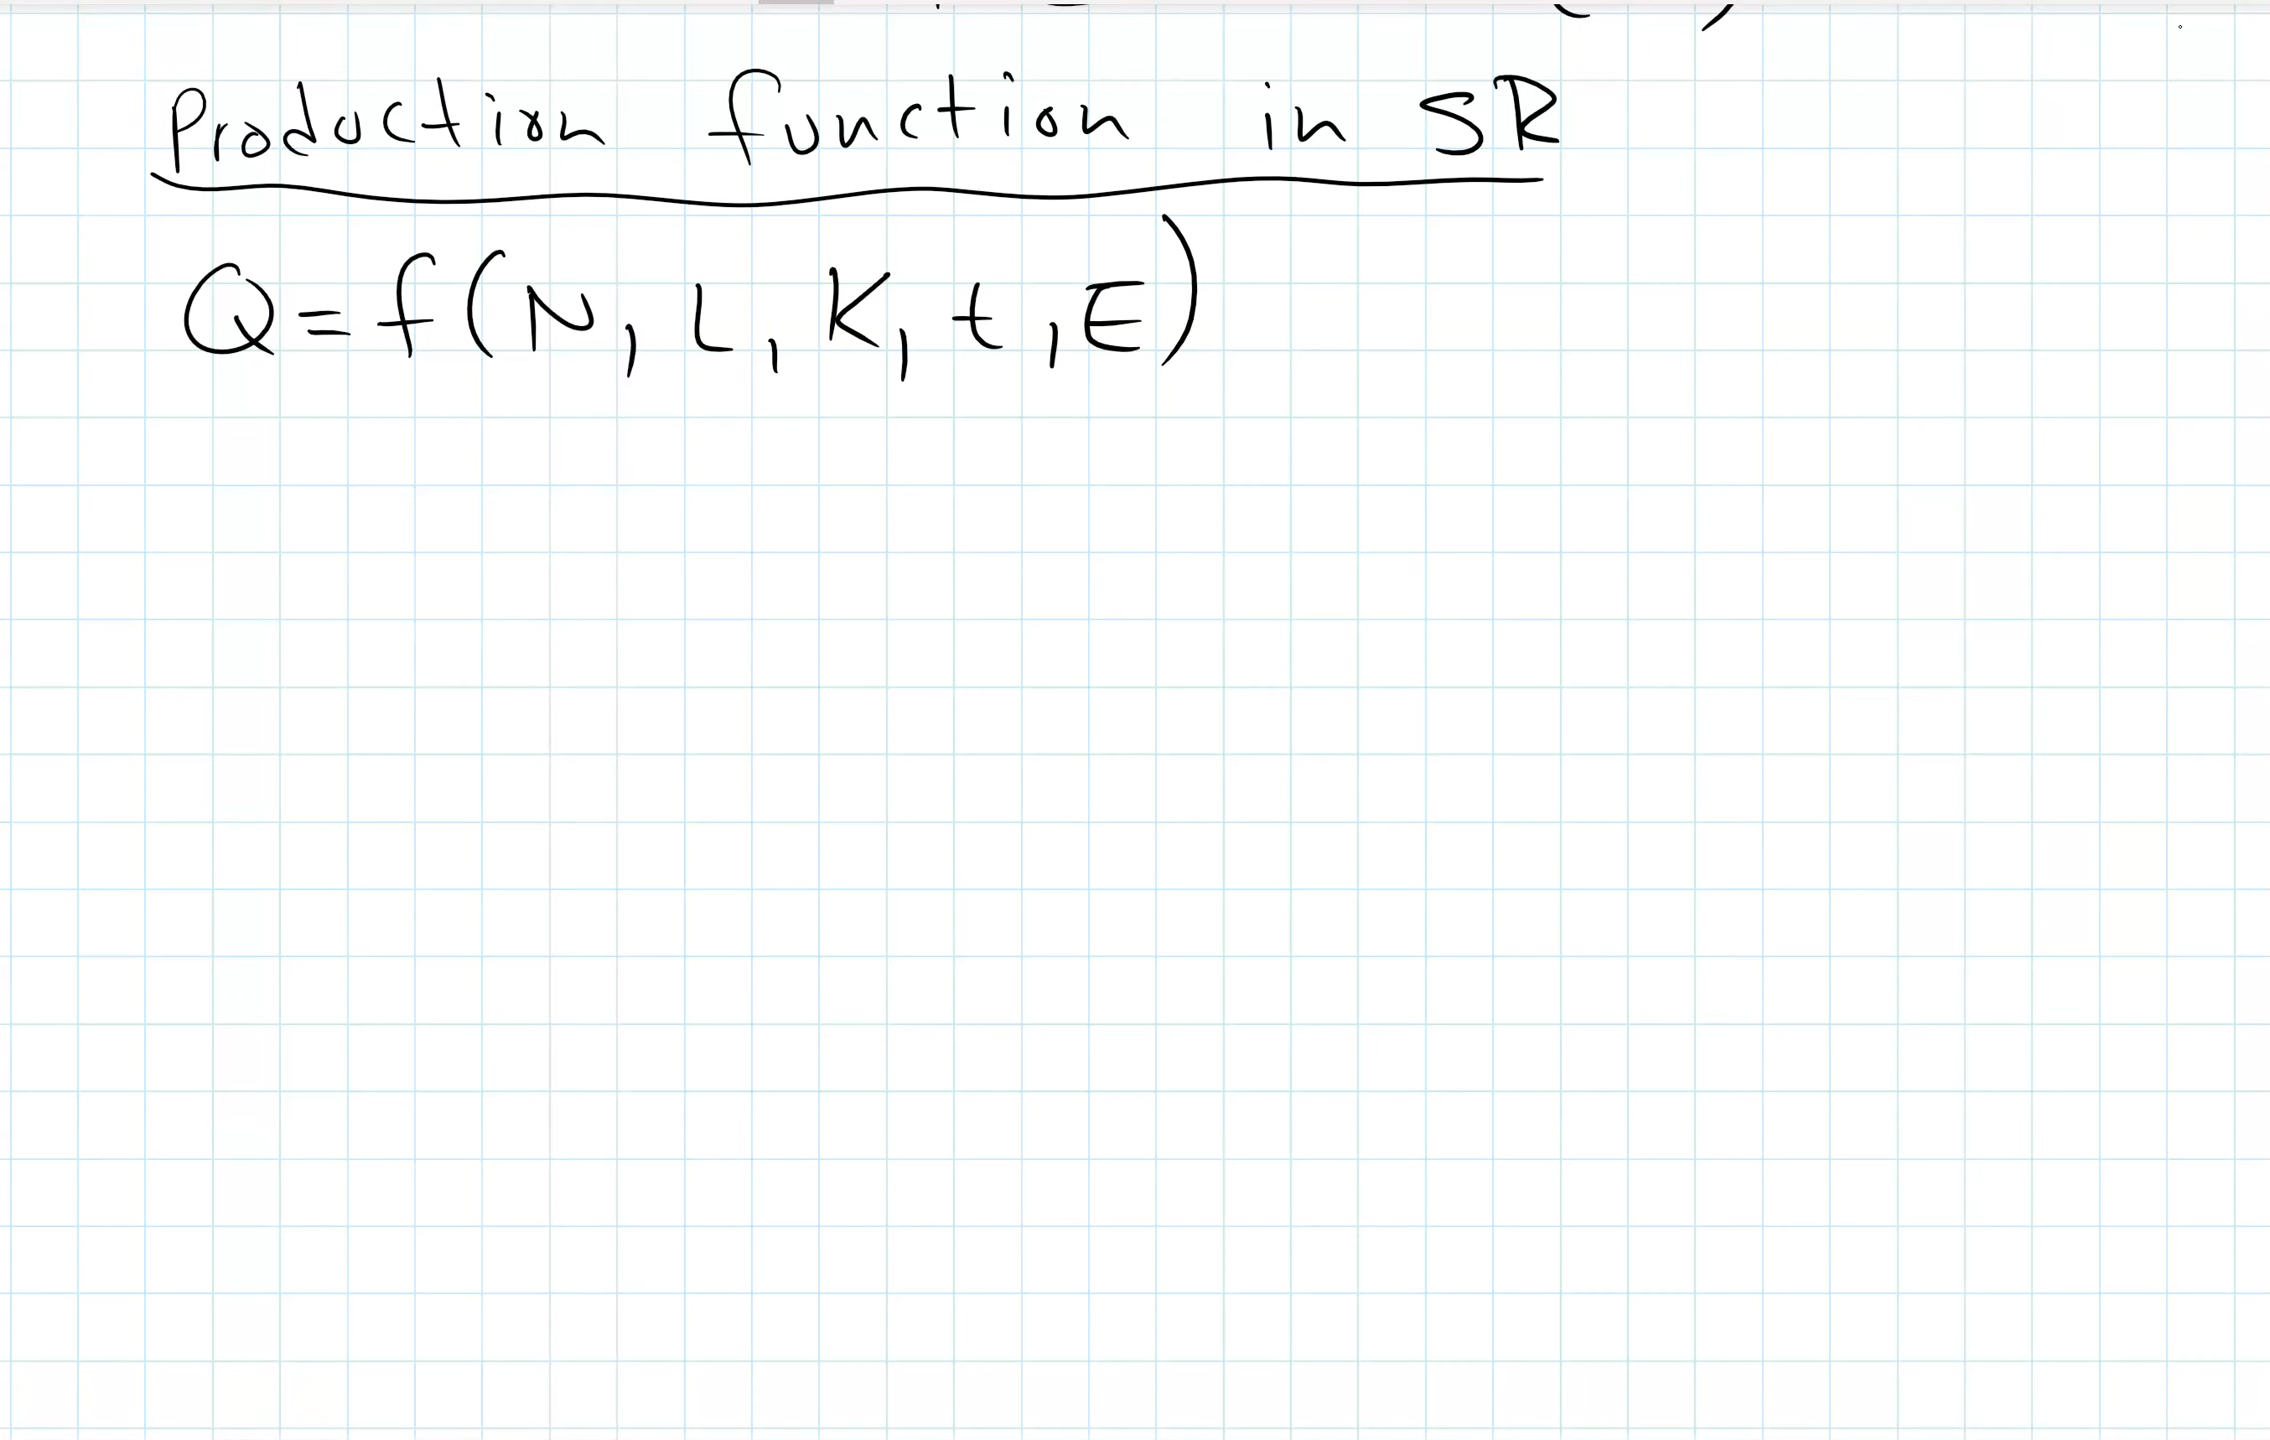 Production function in SR
Q=f(N, L, K, t, E)